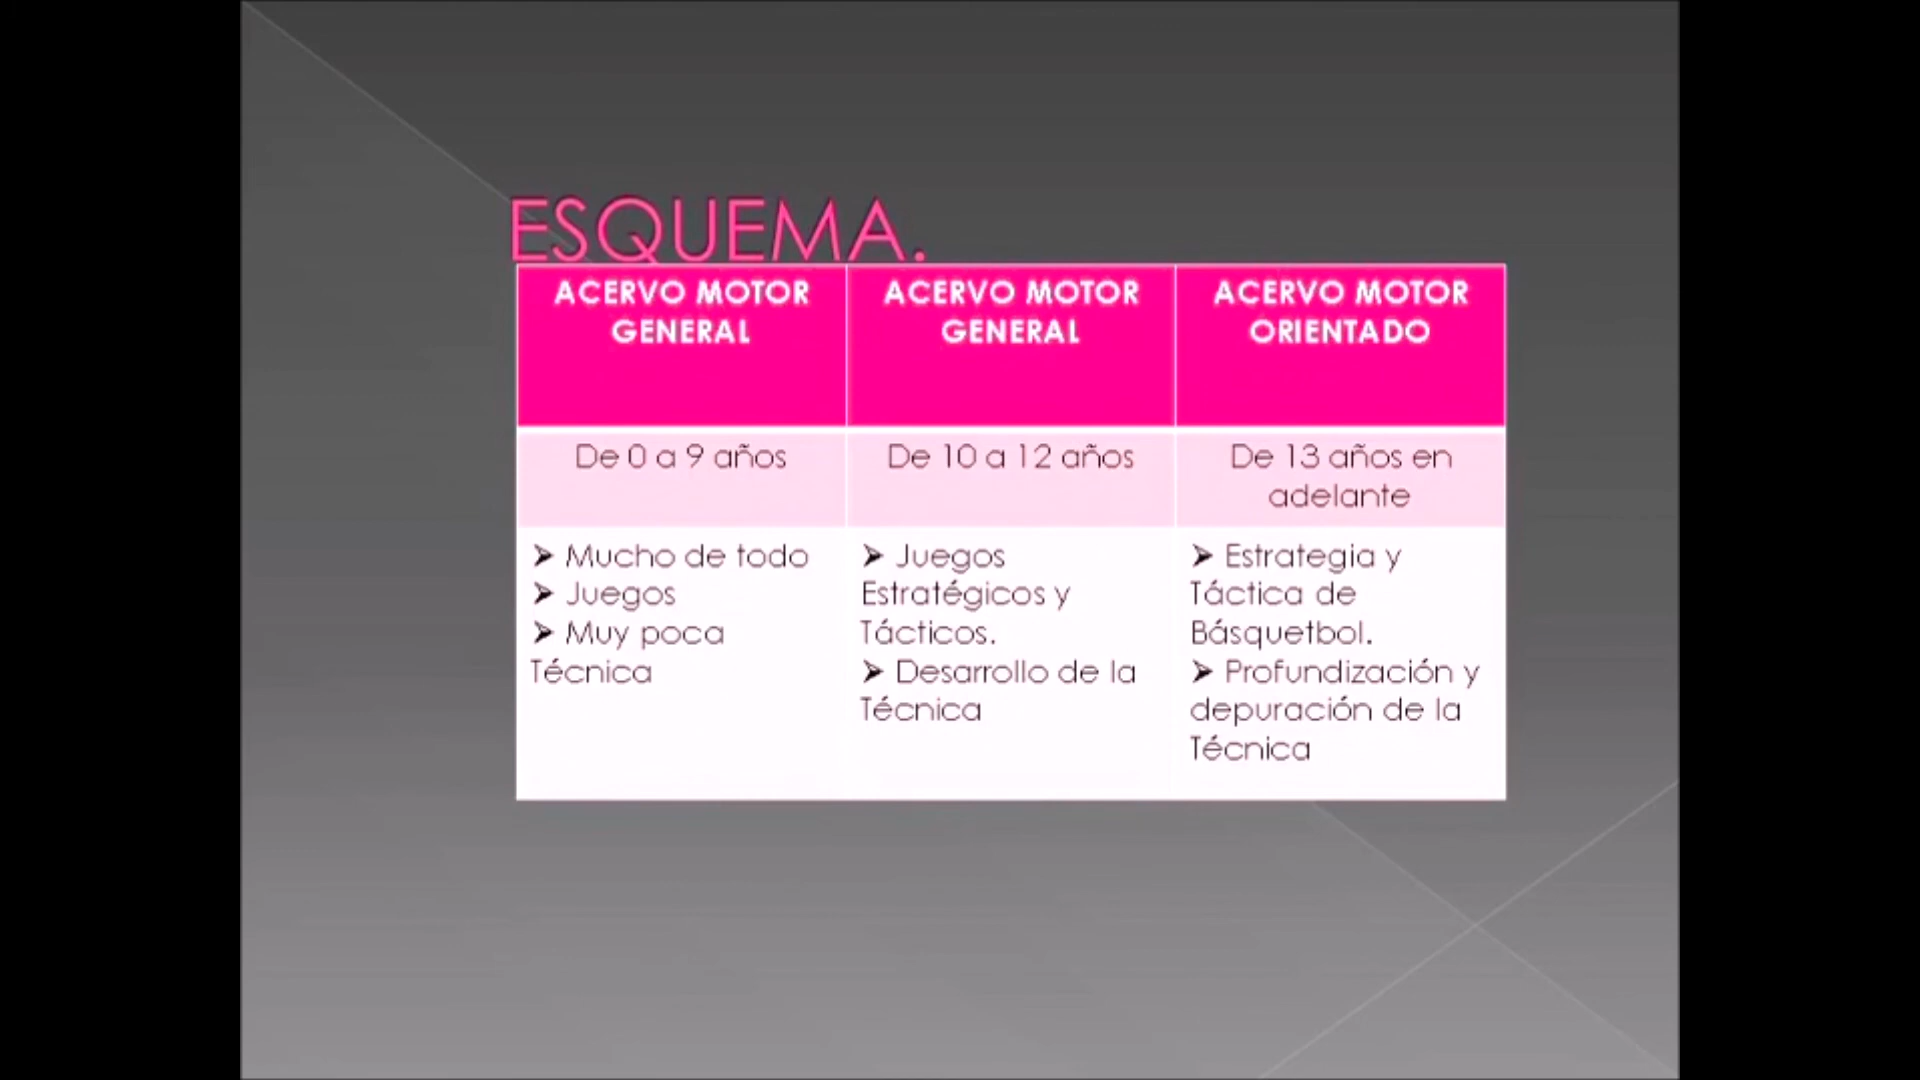 ESQUEMA.
ACERVO MOTOR
GENERAL
ACERVO MOTOR
GENERAL
ACERVO MOTOR
ORIENTADO
De 0 a 9 años
De 10 a 12 años
De 13 años en
adelante
➢ Mucho de todo
➢ Juegos
➢ Muy poca
Técnica
➢ Juegos
Estratégicos y
Tácticos.
➢ Desarrollo de la
Técnica
➢ Estrategia y
Táctica de
Básquetbol.
➢ Profundización y
depuración de la
Técnica